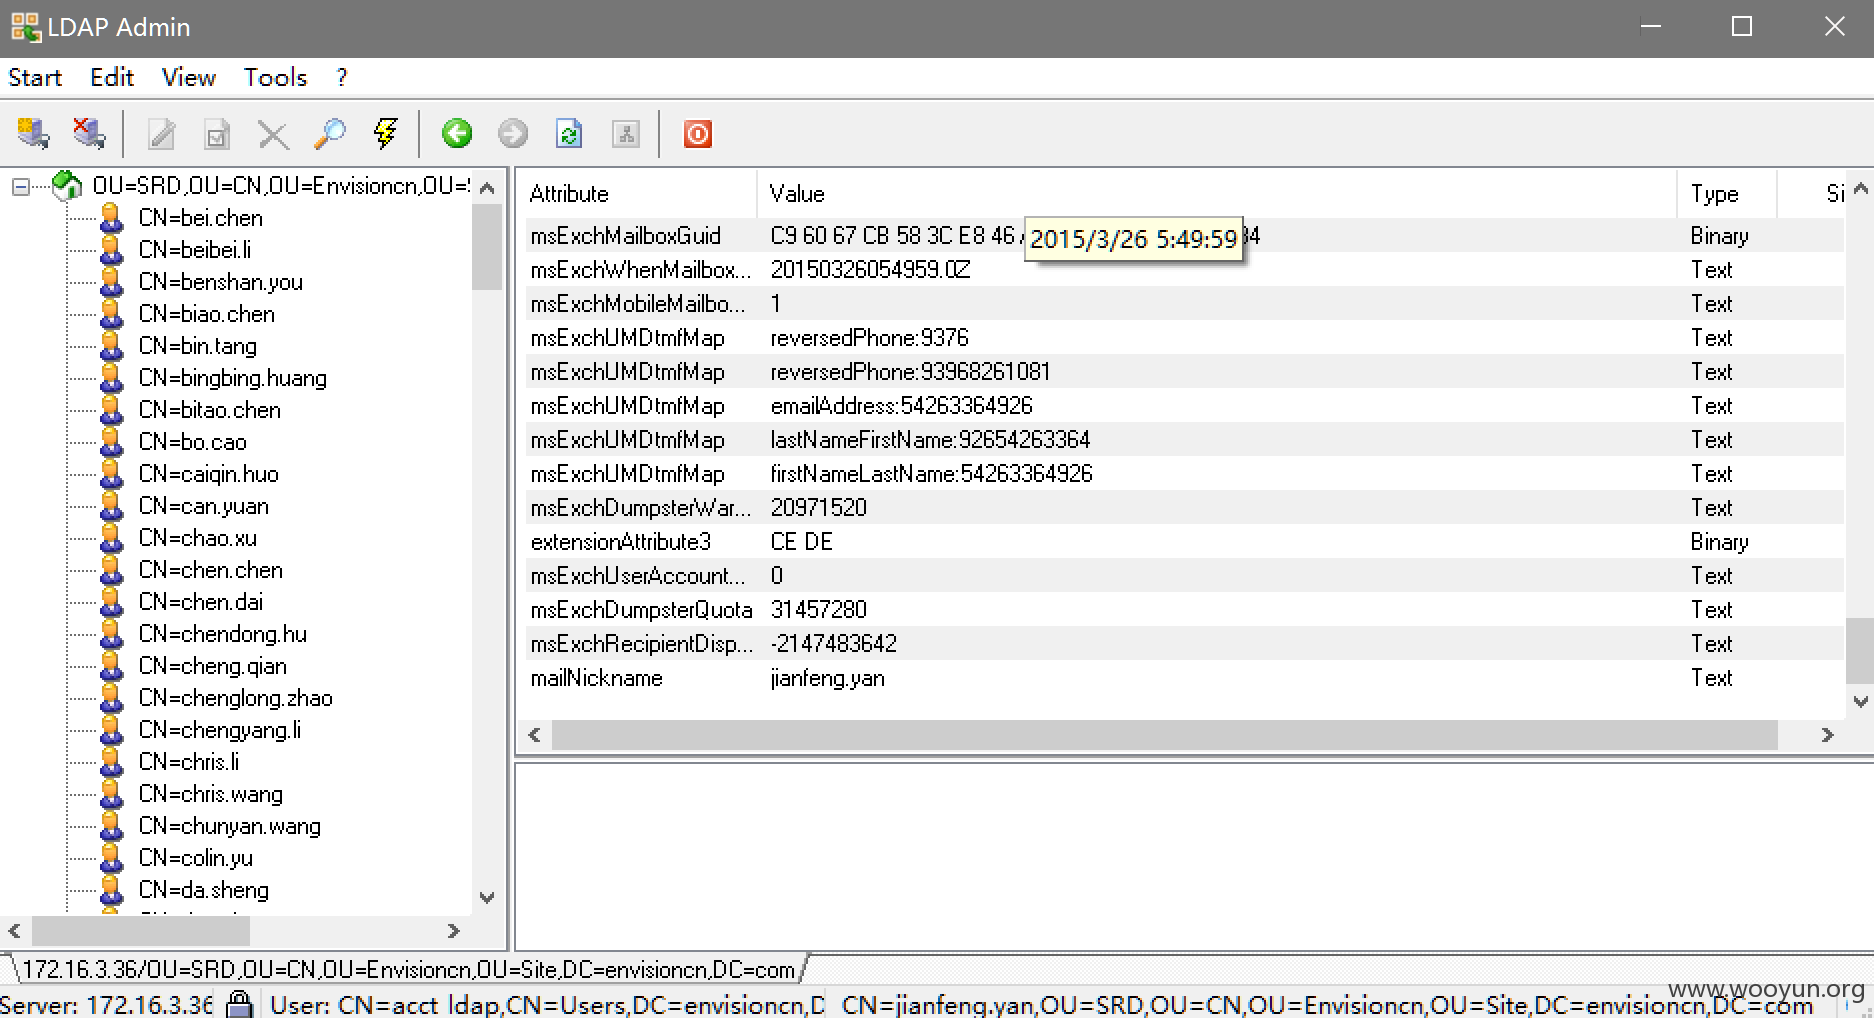 LDAP Admin
Start Edit View Tools ?
OU=SRD,OU=CN,OU=Envisioncn,OU=
CN=bei.chen
CN=beibei.li
CN=benshan.you
CN=biao.chen
CN=bin.tang
CN=bingbing.huang
CN=bitao.chen
CN=bo.cao
CN=caiqin.huo
CN=can.yuan
CN=chao.xu
CN=chen.chen
CN=chen.dai
CN=chendong.hu
CN=cheng.qian
CN=chenglong.zhao
CN=chengyang.li
CN=chris.li
CN=chris.wang
CN=chunyan.wang
CN=colin.yu
CN=da.sheng
Attribute Value Type Si
msExchMailboxGuid C9 60 67 CB 58 3C E8 46 34 Binary
2015/3/26 5:49:59
msExchWhenMailbox... 20150326054959.0Z Text
msExchMobileMailbo... 1 Text
msExchUMDtmfMap reversedPhone:9376 Text
msExchUMDtmfMap reversedPhone:93968261081 Text
msExchUMDtmfMap emailAddress:54263364926 Text
msExchUMDtmfMap lastNameFirstName:92654263364 Text
msExchUMDtmfMap firstNameLastName:54263364926 Text
msExchDumpsterWar... 20971520 Text
extensionAttribute3 CE DE Binary
msExchUserAccount... 0 Text
msExchDumpsterQuota 31457280 Text
msExchRecipientDisp... -2147483642 Text
mailNickname jianfeng.yan Text
172.16.3.36/OU=SRD,OU=CN,OU=Envisioncn,OU=Site,DC=envisioncn,DC=com
Server: 172.16.3.36 User: CN=acct ldap,CN=Users,DC=envisioncn,D CN=jianfeng.yan,OU=SRD,OU=CN,OU=Envisioncn,OU=Site,DC=envisioncn,DC=com
www.wooyun.org